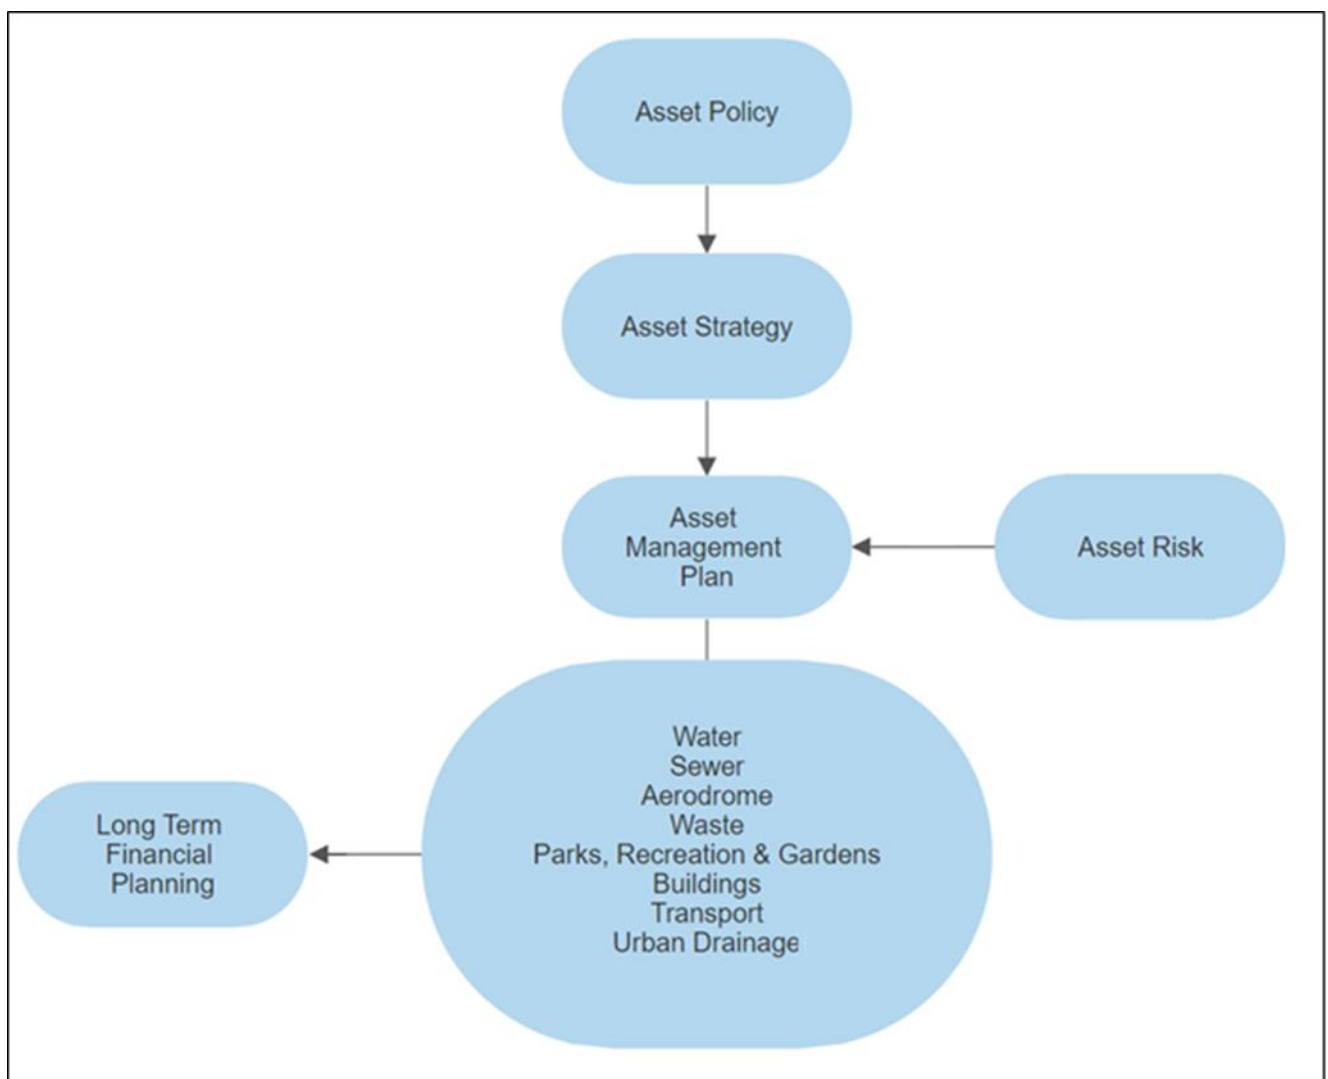 Asset Policy
Asset Strategy
Asset
Management
Plan
Asset Risk
Water
Sewer
Aerodrome
Waste
Parks, Recreation & Gardens
Buildings
Transport
Urban Drainage
Long Term
Financial
Planning